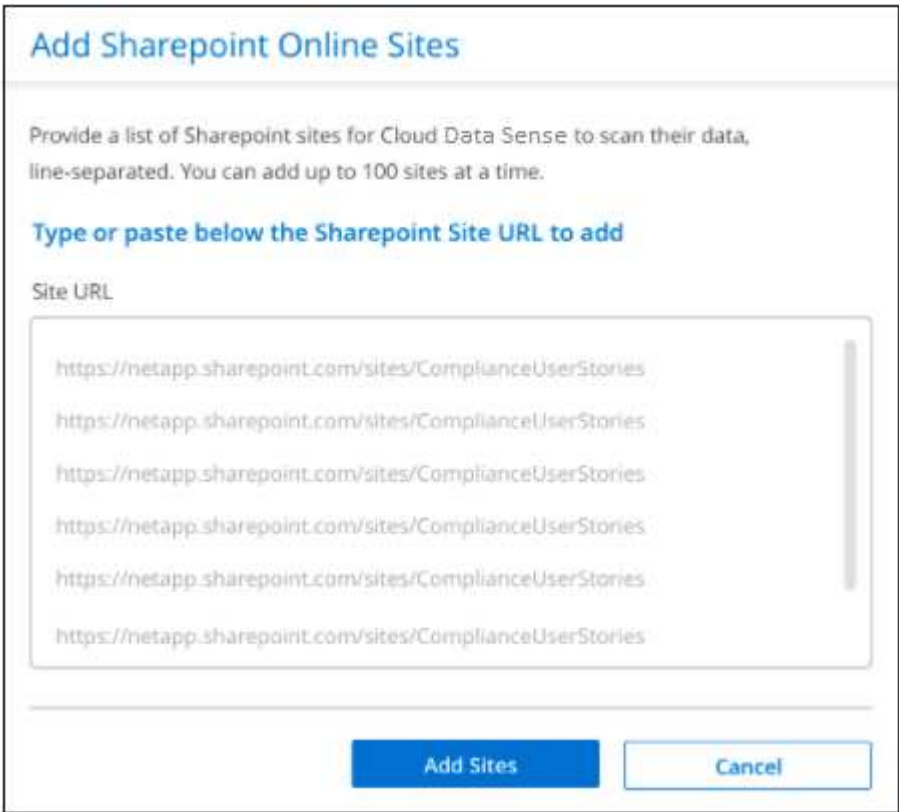 Add Sharepoint Online Sites
Provide a list of Sharepoint sites for Cloud Data Sense to scan their data,
line-separated. You can add up to 100 sites at a time.
Type or paste below the Sharepoint Site URL to add
Site URL
https://netapp.sharepoint.com/sites/ComplianceUserStories
https://netapp.sharepoint.com/sites/ComplianceUserStories
https://netapp.sharepoint.com/sites/ComplianceUserStories
https://netapp.sharepoint.com/sites/ComplianceUserStories
https://netapp.sharepoint.com/sites/ComplianceUserStories
https://netapp.sharepoint.com/sites/ComplianceUserStories
Add Sites
Cancel